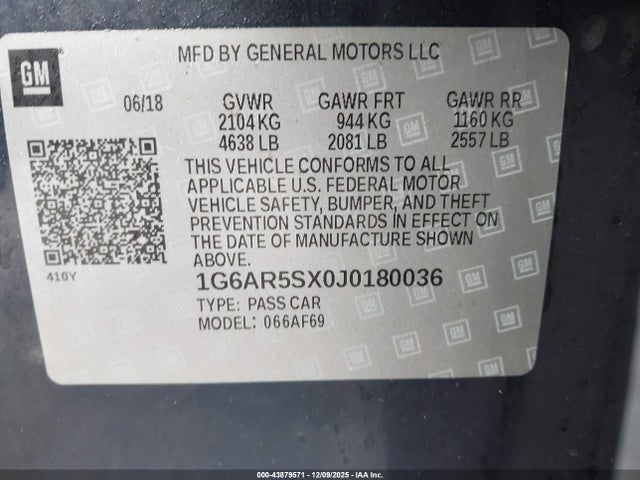 GM
MFD BY GENERAL MOTORS LLC
06/18 GVWR GAWR FRT GAWR RR
2104 KG 944 KG 1160 KG
4638 LB 2081 LB 2557 LB
THIS VEHICLE CONFORMS TO ALL
APPLICABLE U.S. FEDERAL MOTOR
VEHICLE SAFETY, BUMPER, AND THEFT
PREVENTION STANDARDS IN EFFECT ON
THE DATE OF MANUFACTURE SHOWN
ABOVE.
410Y
1G6AR5SX0J0180036
TYPE: PASS CAR
MODEL: 066AF69
000-43879571 - 12/09/2025 - IAA Inc.